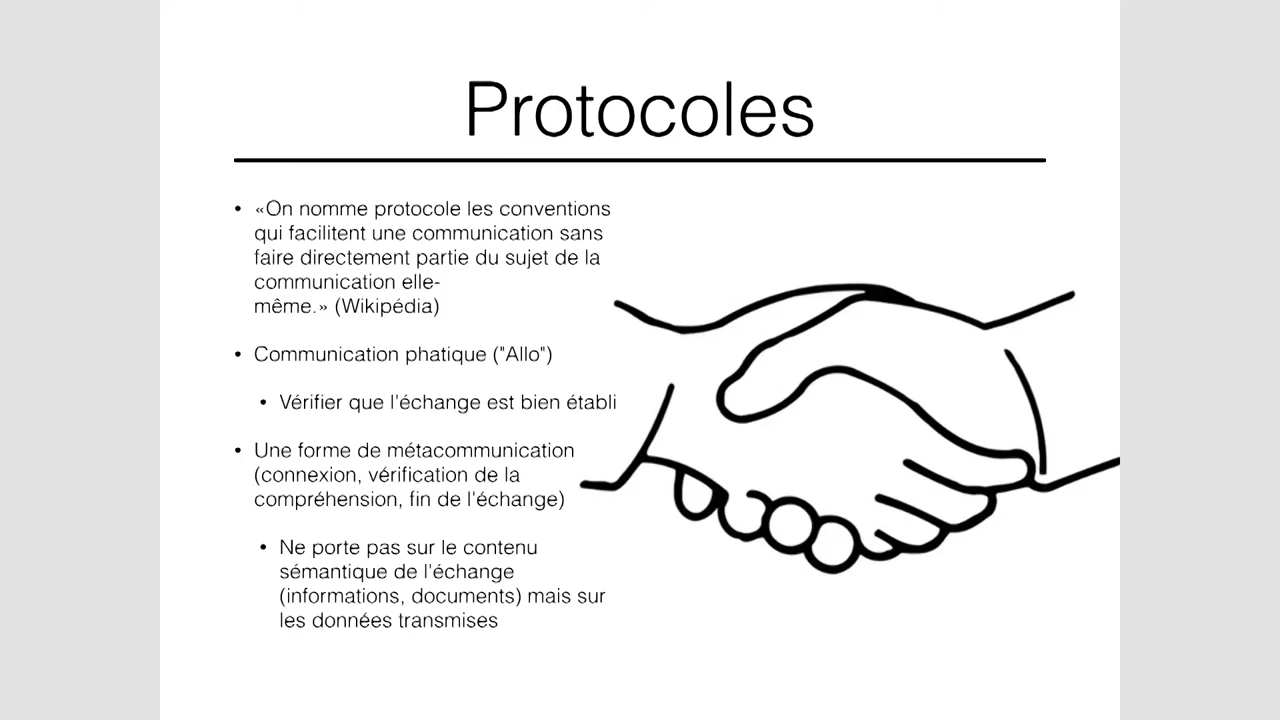 Protocoles
• «On nomme protocole les conventions
qui facilitent une communication sans
faire directement partie du sujet de la
communication elle-
même.» (Wikipédia)
• Communication phatique ("Allo")
• Vérifier que l'échange est bien établi
• Une forme de métacommunication
(connexion, vérification de la
compréhension, fin de l'échange)
• Ne porte pas sur le contenu
sémantique de l'échange
(informations, documents) mais sur
les données transmises